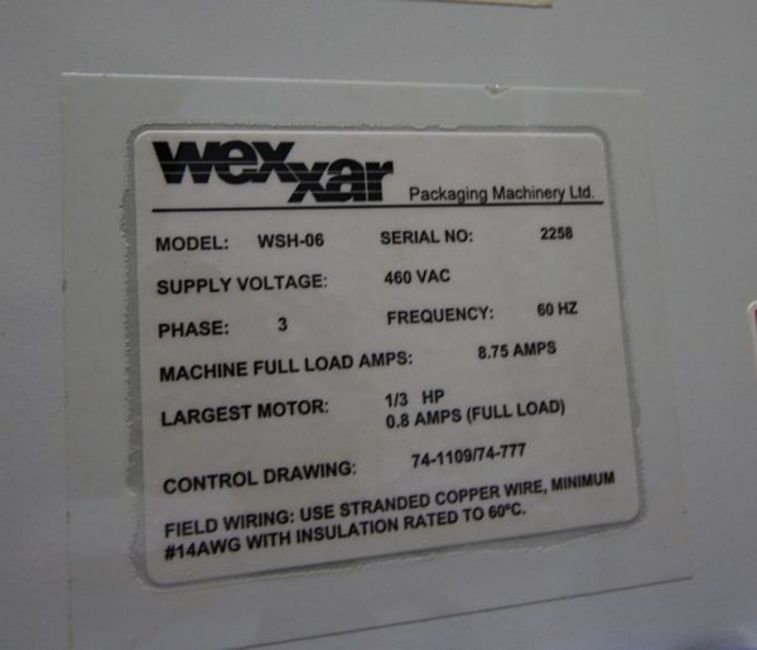 wexxar Packaging Machinery Ltd.
MODEL: WSH-06 SERIAL NO: 2258
SUPPLY VOLTAGE: 460 VAC
PHASE: 3 FREQUENCY: 60 HZ
MACHINE FULL LOAD AMPS: 8.75 AMPS
LARGEST MOTOR: 1/3 HP
0.8 AMPS (FULL LOAD)
CONTROL DRAWING: 74-1109/74-777
FIELD WIRING: USE STRANDED COPPER WIRE, MINIMUM
#14AWG WITH INSULATION RATED TO 60°C.